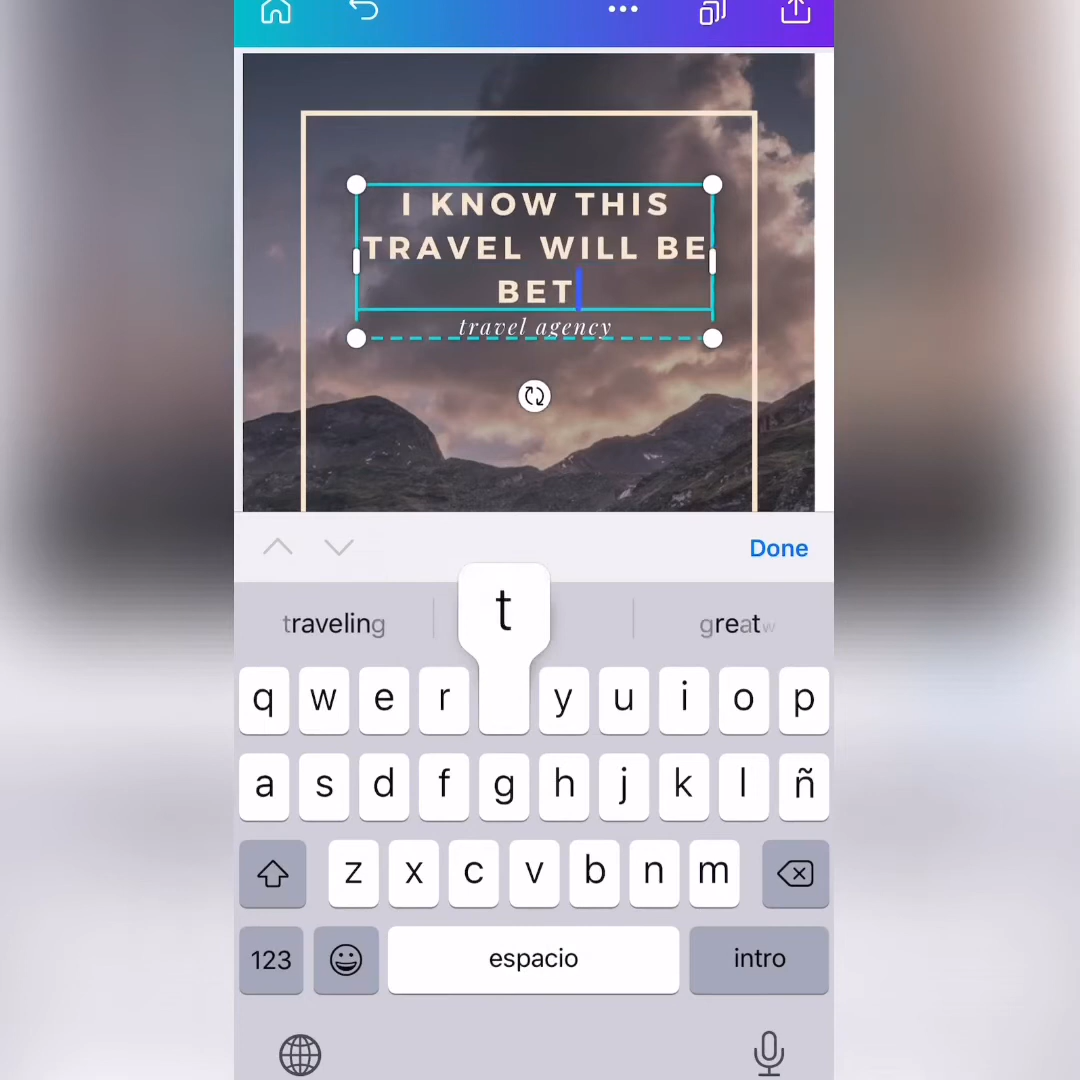 I KNOW THIS
TRAVEL WILL BE
BET
travel agency
Done
traveling
t
great
q w e r y u i o p
a s d f g h j k l ñ
z x c v b n m
123 espacio intro